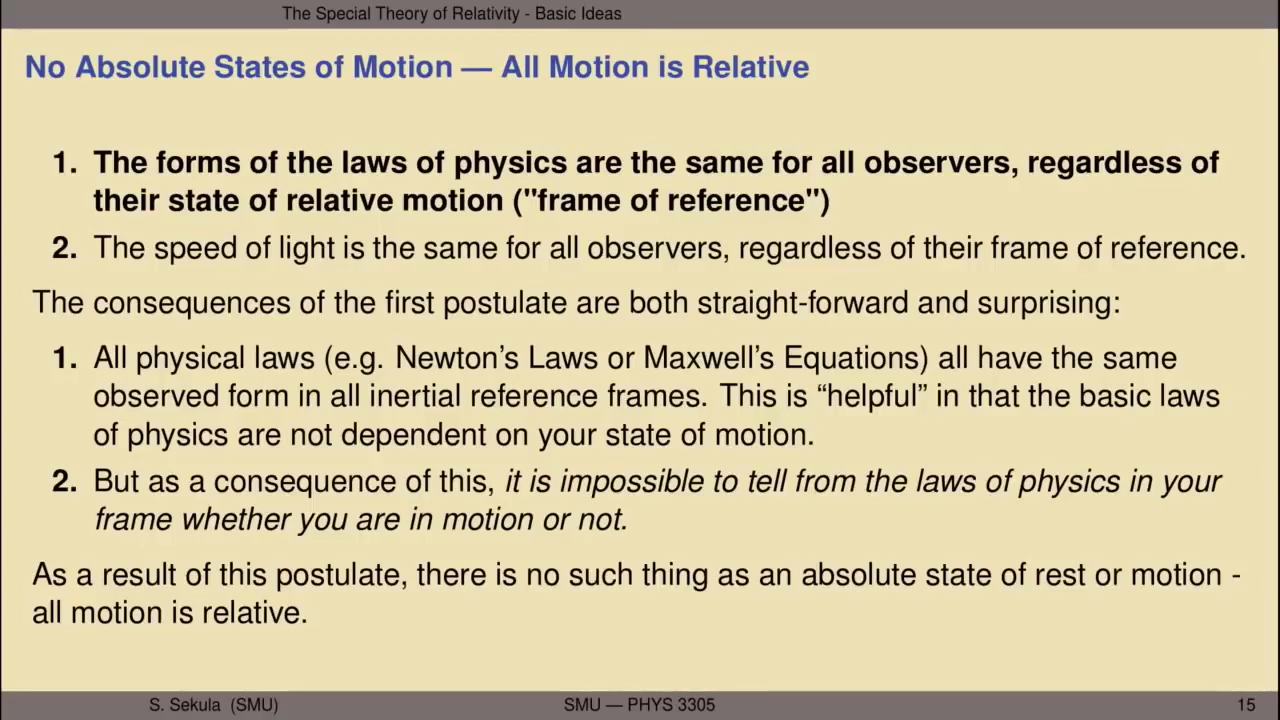 The Special Theory of Relativity - Basic Ideas
No Absolute States of Motion — All Motion is Relative
1. The forms of the laws of physics are the same for all observers, regardless of
their state of relative motion ("frame of reference")
2. The speed of light is the same for all observers, regardless of their frame of reference.
The consequences of the first postulate are both straight-forward and surprising:
1. All physical laws (e.g. Newton’s Laws or Maxwell’s Equations) all have the same
observed form in all inertial reference frames. This is “helpful” in that the basic laws
of physics are not dependent on your state of motion.
2. But as a consequence of this, it is impossible to tell from the laws of physics in your
frame whether you are in motion or not.
As a result of this postulate, there is no such thing as an absolute state of rest or motion -
all motion is relative.
S. Sekula (SMU) SMU — PHYS 3305 15